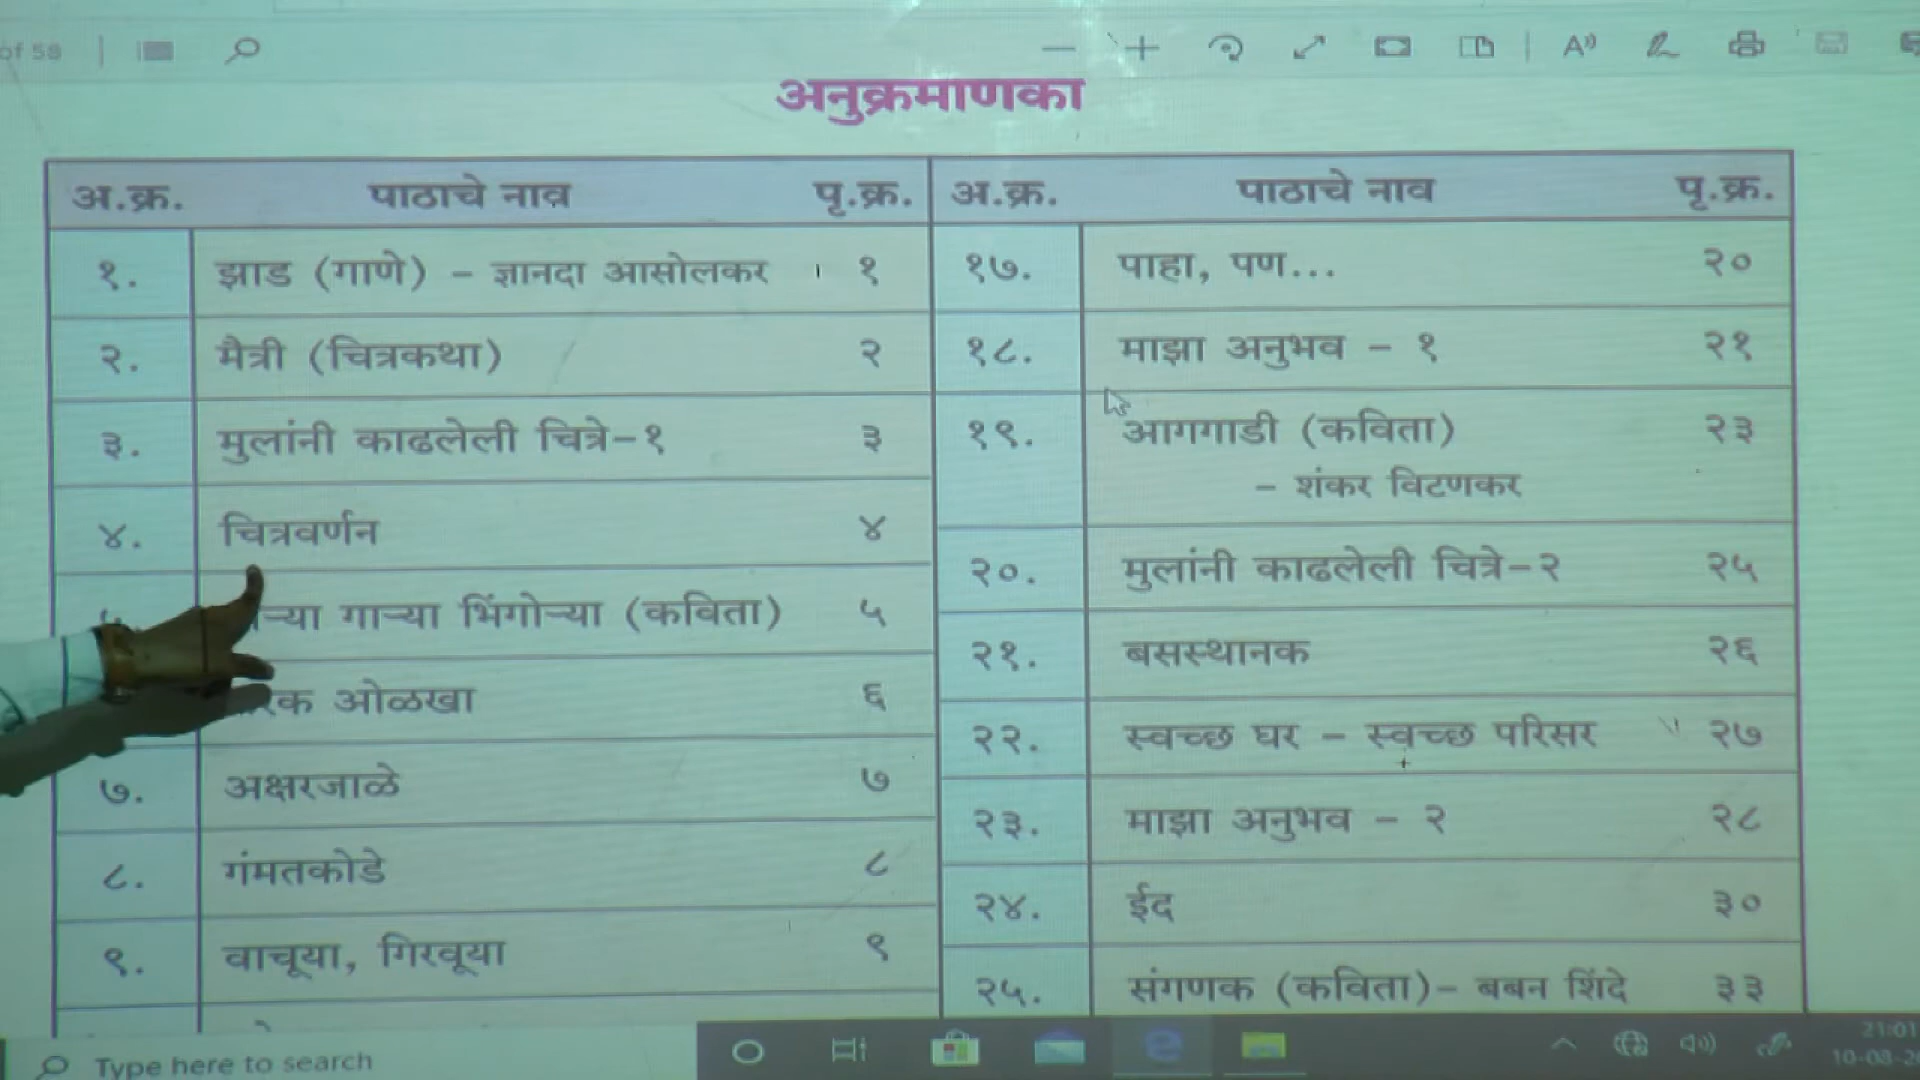 of 58
अनुक्रमाणका
अ.क्र. पाठाचे नाव पृ.क्र.
१. झाड (गाणे) – ज्ञानदा आसोलकर १
२. मैत्री (चित्रकथा) २
३. मुलांनी काढलेली चित्रे–१ ३
४. चित्रवर्णन ४
गाऱ्या भिंगोऱ्या (कविता) ५
ओळखा ६
७. अक्षरजाळे ७
८. गंमतकोडे ८
९. वाचूया, गिरवूया ९
अ.क्र. पाठाचे नाव पृ.क्र.
१७. पाहा, पण... २०
१८. माझा अनुभव – १ २१
१९. आगगाडी (कविता) २३
– शंकर विटणकर
२०. मुलांनी काढलेली चित्रे–२ २५
२१. बसस्थानक २६
२२. स्वच्छ घर – स्वच्छ परिसर २७
२३. माझा अनुभव – २ २८
२४. ईद ३०
२५. संगणक (कविता)– बबन शिंदे ३३
Type here to search
21:01